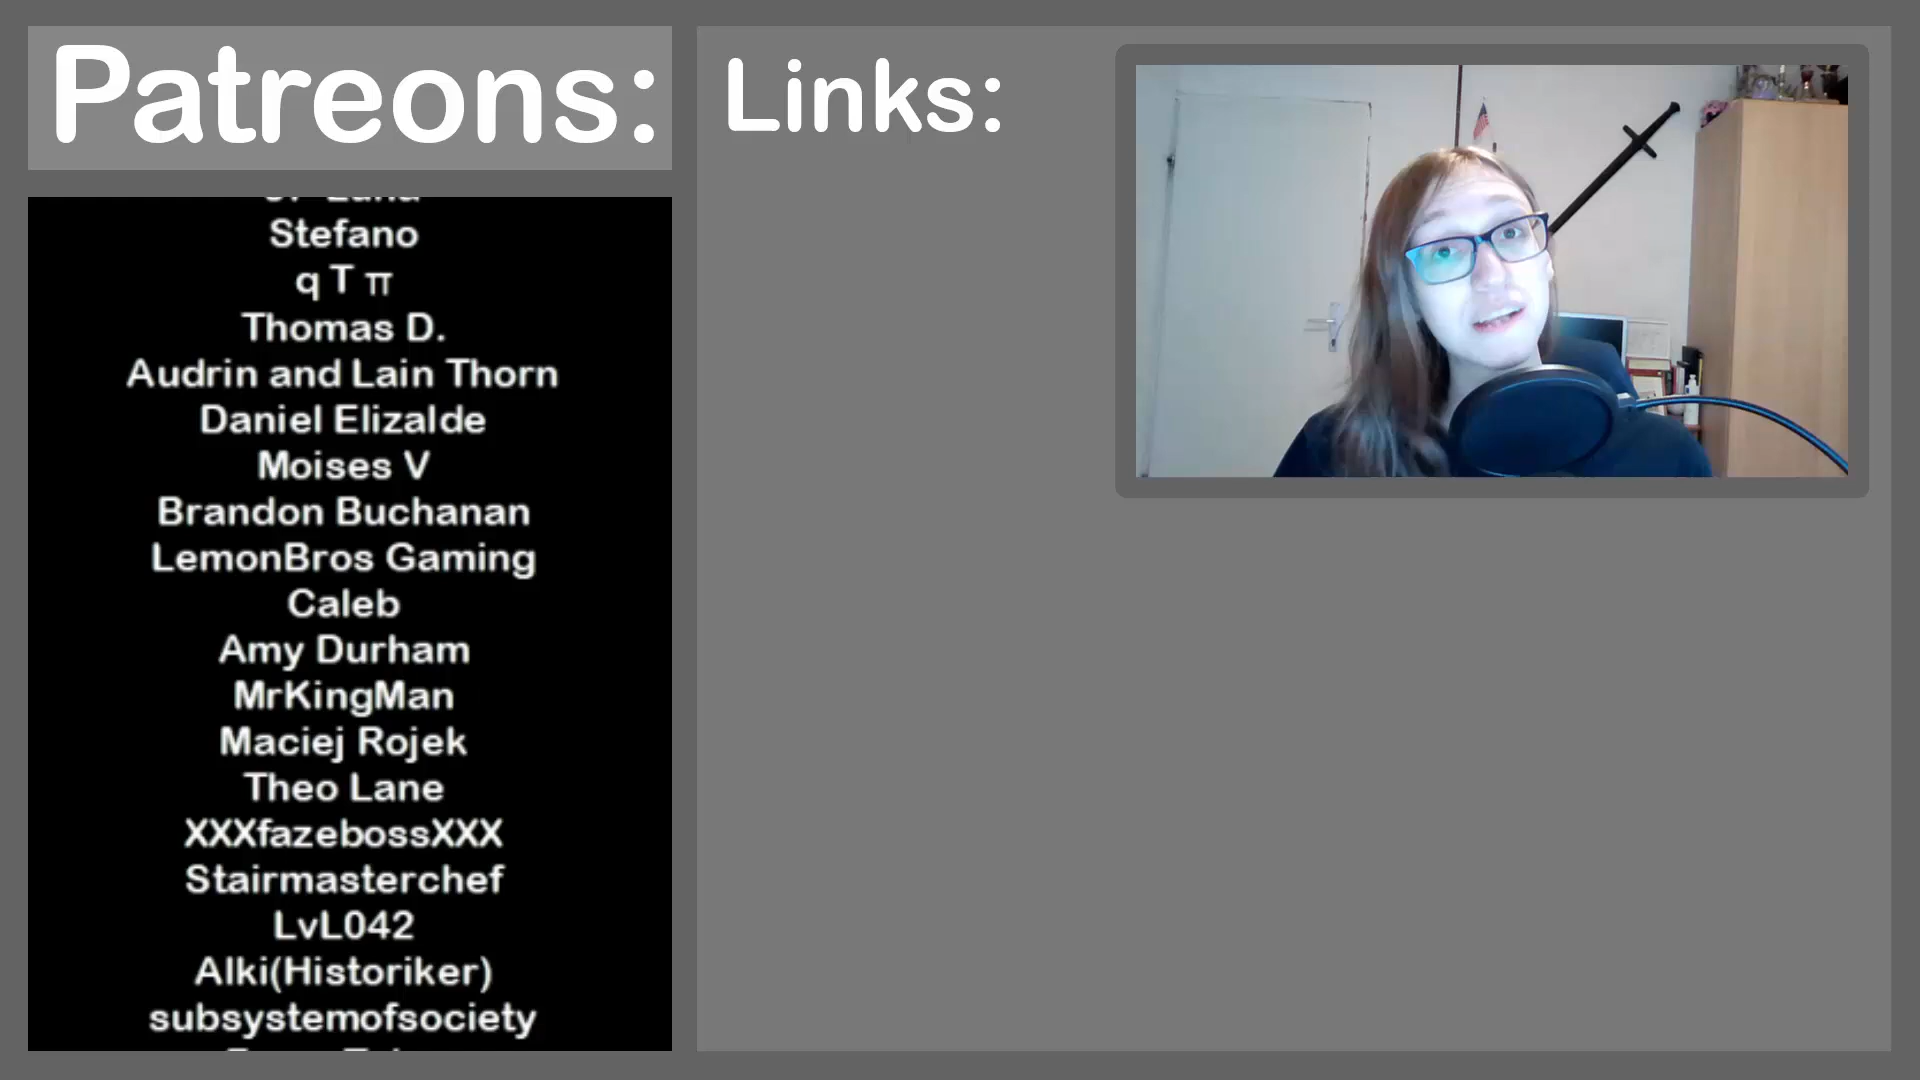 Patreons:
Links:
Stefano
q T π
Thomas D.
Audrin and Lain Thorn
Daniel Elizalde
Moises V
Brandon Buchanan
LemonBros Gaming
Caleb
Amy Durham
MrKingMan
Maciej Rojek
Theo Lane
XXXfazebossXXX
Stairmasterchef
LvL042
Alki(Historiker)
subsystemofsociety